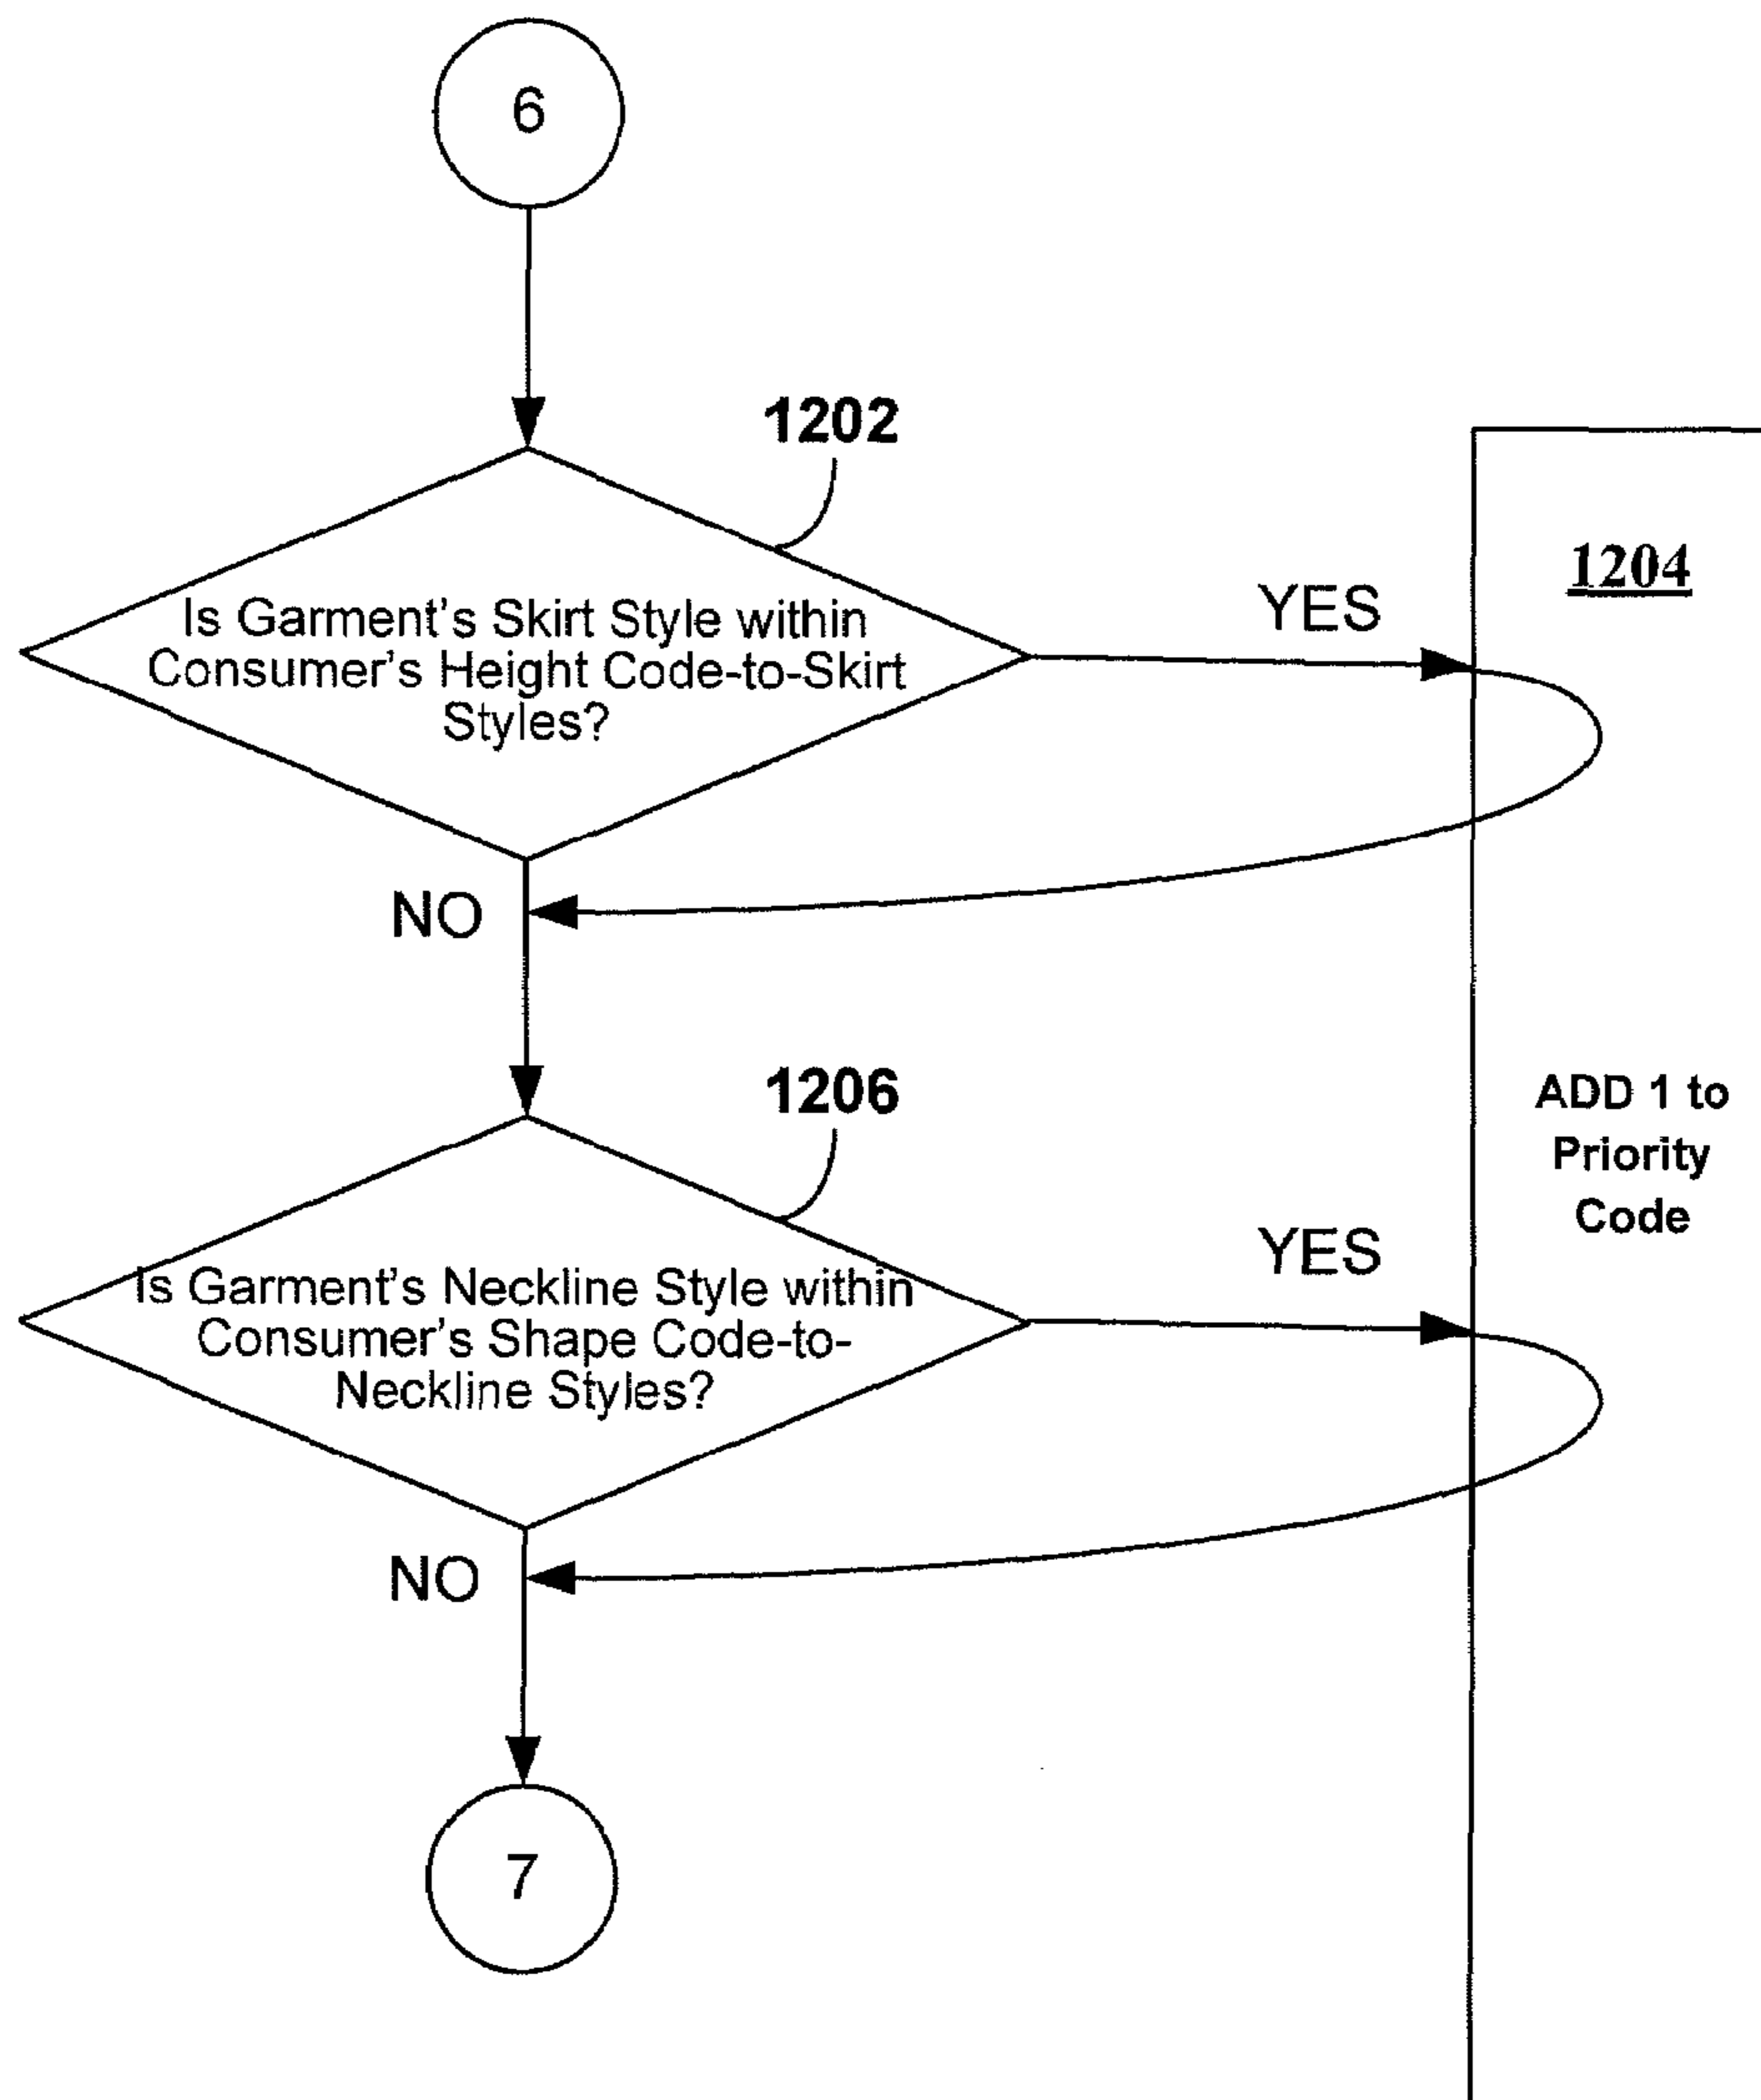 6
1202
1204
Is Garment's Skirt Style within
Consumer's Height Code-to-Skirt
Styles?
YES
NO
1206
ADD 1 to
Priority
Code
Is Garment's Neckline Style within
Consumer's Shape Code-to-
Neckline Styles?
YES
NO
7